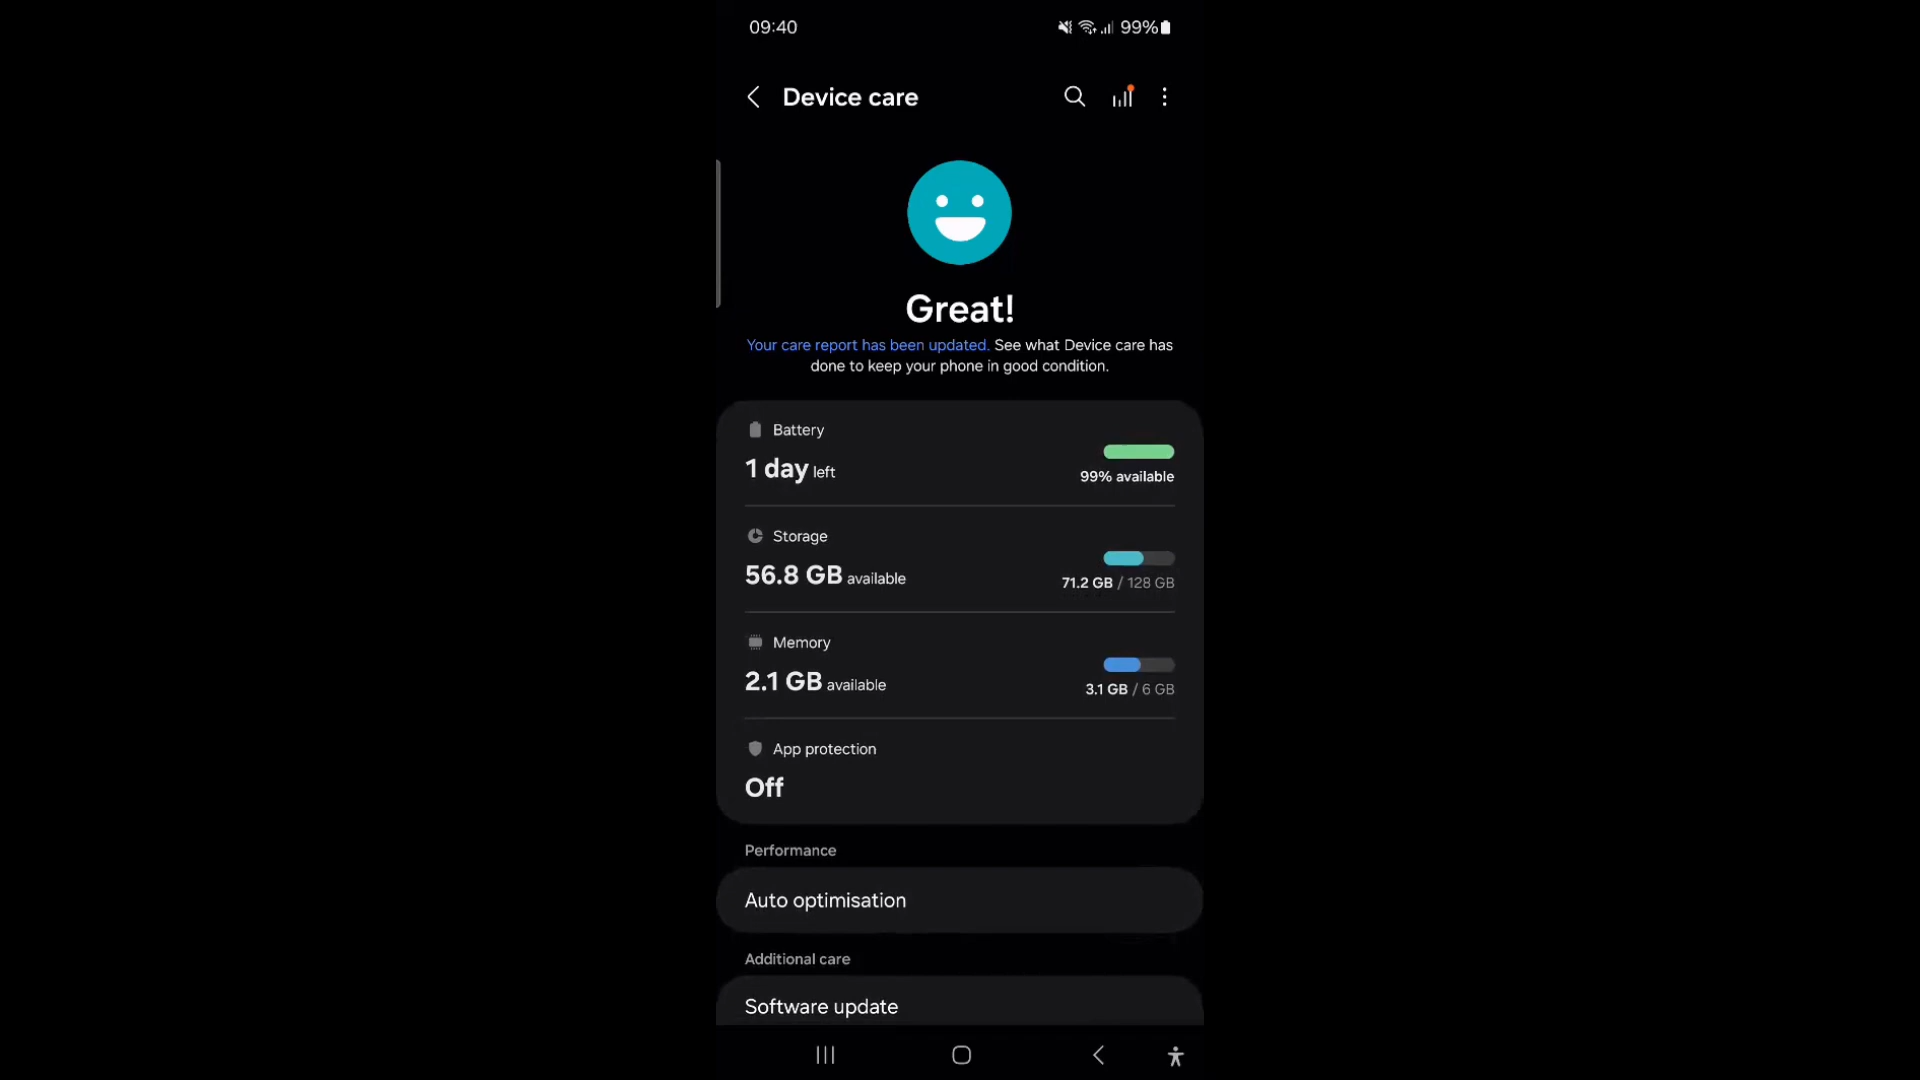 09:40 99%
Device care
Great!
Your care report has been updated. See what Device care has
done to keep your phone in good condition.
Battery
1 day left
99% available
Storage
56.8 GB available
71.2 GB / 128 GB
Memory
2.1 GB available
3.1 GB / 6 GB
App protection
Off
Performance
Auto optimisation
Additional care
Software update